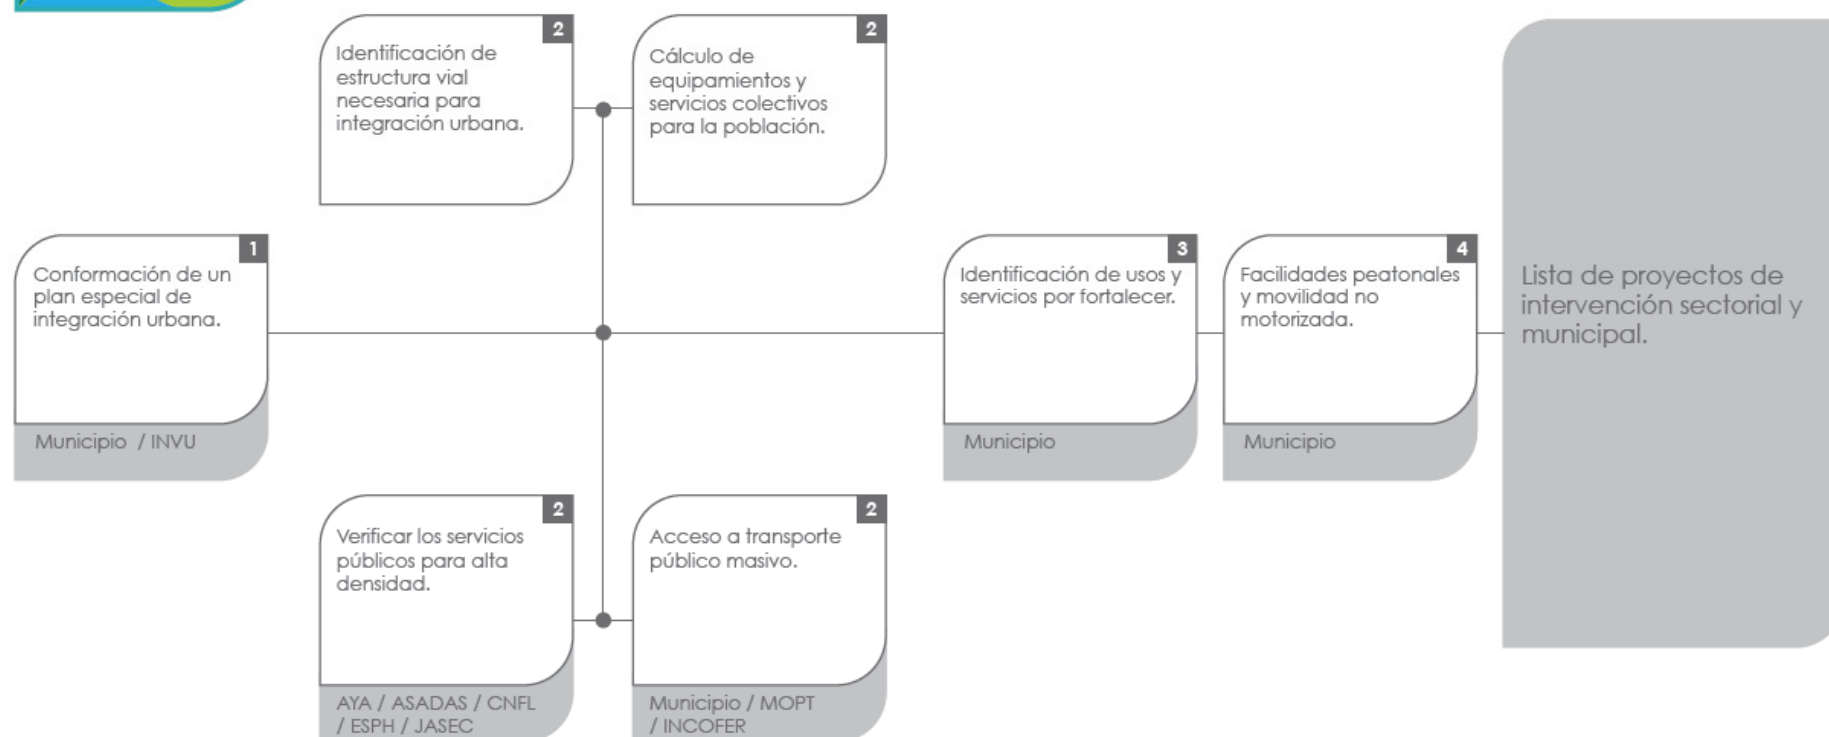 2
Identificación de
estructura vial
necesaria para
integración urbana.
2
Cálculo de
equipamientos y
servicios colectivos
para la población.
1
Conformación de un
plan especial de
integración urbana.
Municipio / INVU
3
Identificación de usos y
servicios por fortalecer.
Municipio
4
Facilidades peatonales
y movilidad no
motorizada.
Municipio
Lista de proyectos de
intervención sectorial y
municipal.
2
Verificar los servicios
públicos para alta
densidad.
AYA / ASADAS / CNFL
/ ESPH / JASEC
2
Acceso a transporte
público masivo.
Municipio / MOPT
/ INCOFER